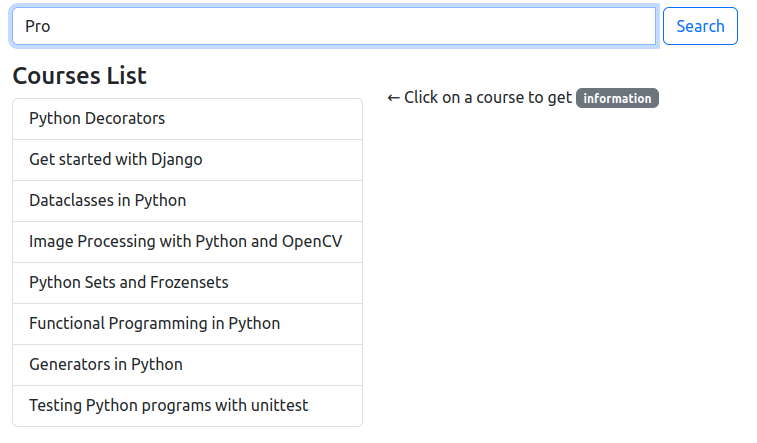 Pro
Search
Courses List
← Click on a course to get information
Python Decorators
Get started with Django
Dataclasses in Python
Image Processing with Python and OpenCV
Python Sets and Frozensets
Functional Programming in Python
Generators in Python
Testing Python programs with unittest